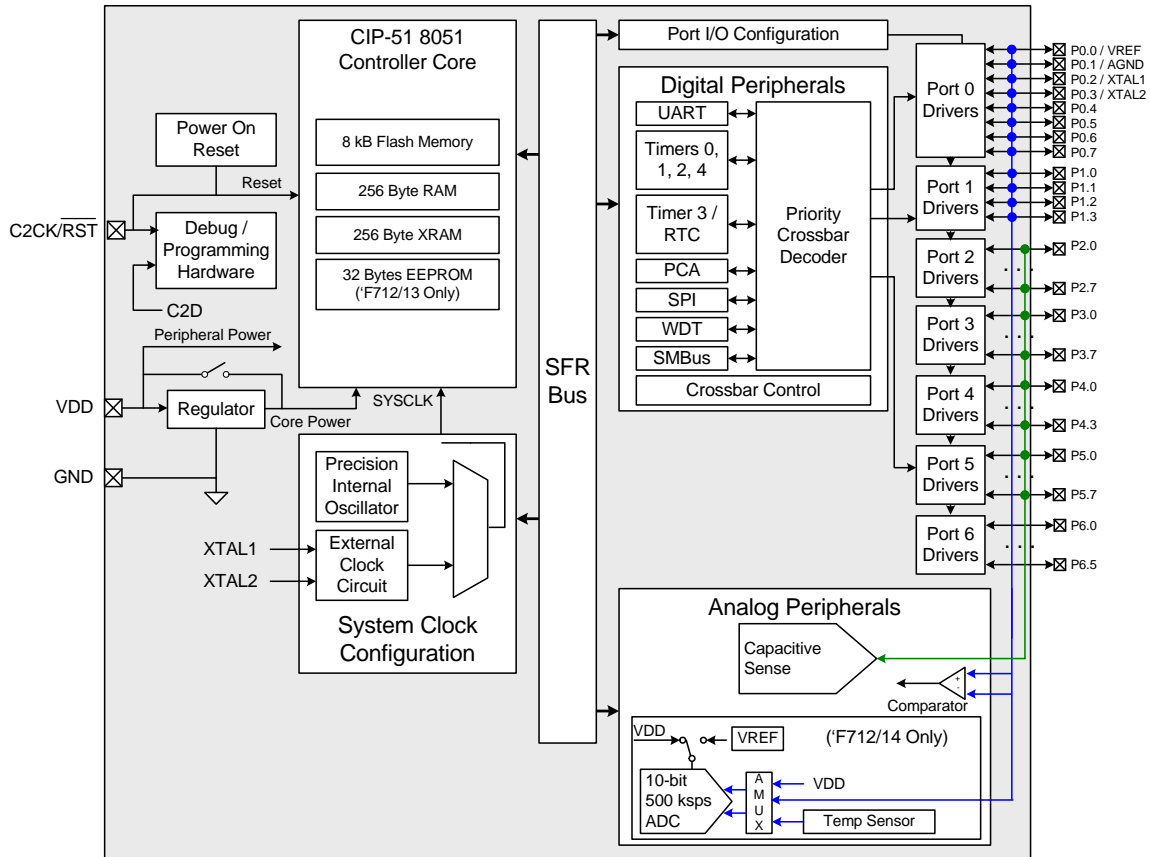 CIP-51 8051
Controller Core
8 kB Flash Memory
256 Byte RAM
256 Byte XRAM
32 Bytes EEPROM
('F712/13 Only)
Power On
Reset
Reset
C2CK/RST
Debug /
Programming
Hardware
C2D
Peripheral Power
VDD
Regulator
Core Power
GND
SYSCLK
Precision
Internal
Oscillator
XTAL1
XTAL2
External
Clock
Circuit
System Clock
Configuration
SFR
Bus
Port I/O Configuration
Digital Peripherals
UART
Timers 0,
1, 2, 4
Timer 3 /
RTC
PCA
SPI
WDT
SMBus
Priority
Crossbar
Decoder
Crossbar Control
Port 0
Drivers
Port 1
Drivers
Port 2
Drivers
Port 3
Drivers
Port 4
Drivers
Port 5
Drivers
Port 6
Drivers
P0.0 / VREF
P0.1 / AGND
P0.2 / XTAL1
P0.3 / XTAL2
P0.4
P0.5
P0.6
P0.7
P1.0
P1.1
P1.2
P1.3
P2.0
. . .
P2.7
P3.0
. . .
P3.7
P4.0
. . .
P4.3
P5.0
. . .
P5.7
P6.0
. . .
P6.5
Analog Peripherals
Capacitive
Sense
+
-
Comparator
VDD
VREF
('F712/14 Only)
10-bit
500 ksps
ADC
A
M
U
X
VDD
Temp Sensor